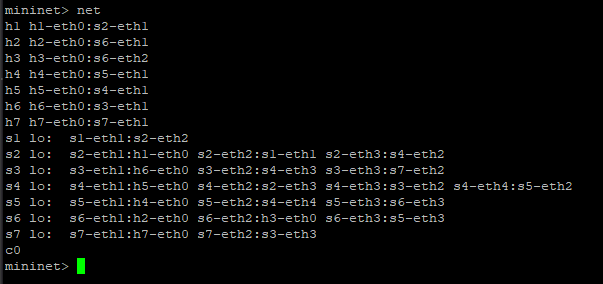 mininet> net
h1 h1-eth0:s2-eth1
h2 h2-eth0:s6-eth1
h3 h3-eth0:s6-eth2
h4 h4-eth0:s5-eth1
h5 h5-eth0:s4-eth1
h6 h6-eth0:s3-eth1
h7 h7-eth0:s7-eth1
s1 lo:  s1-eth1:s2-eth2
s2 lo:  s2-eth1:h1-eth0 s2-eth2:s1-eth1 s2-eth3:s4-eth2
s3 lo:  s3-eth1:h6-eth0 s3-eth2:s4-eth3 s3-eth3:s7-eth2
s4 lo:  s4-eth1:h5-eth0 s4-eth2:s2-eth3 s4-eth3:s3-eth2 s4-eth4:s5-eth2
s5 lo:  s5-eth1:h4-eth0 s5-eth2:s4-eth4 s5-eth3:s6-eth3
s6 lo:  s6-eth1:h2-eth0 s6-eth2:h3-eth0 s6-eth3:s5-eth3
s7 lo:  s7-eth1:h7-eth0 s7-eth2:s3-eth3
c0
mininet>